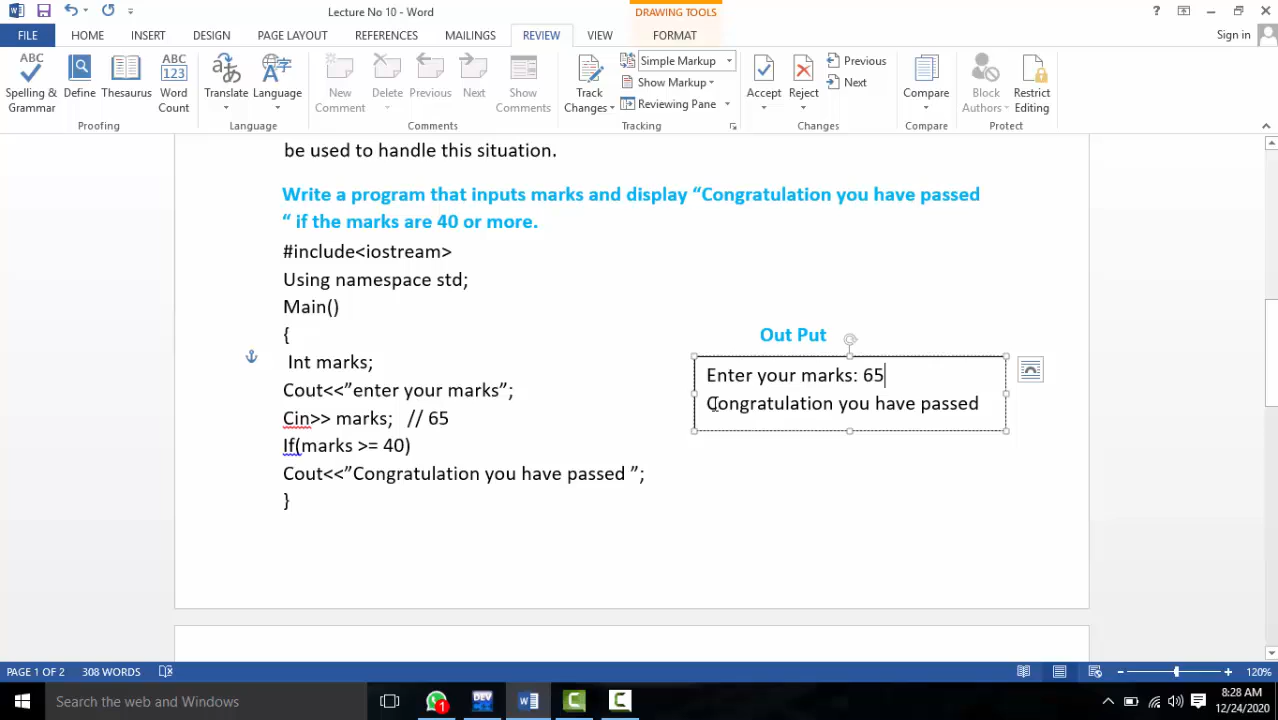 Lecture No 10 - Word
DRAWING TOOLS
FILE HOME INSERT DESIGN PAGE LAYOUT REFERENCES MAILINGS REVIEW VIEW FORMAT Sign in
ABC Spelling & Grammar
Define
Thesaurus
ABC 123 Word Count
Translate
Language
New Comment
Delete
Previous
Next
Show Comments
Track Changes
Simple Markup
Show Markup
Reviewing Pane
Accept
Reject
Previous
Next
Compare
Block Authors
Restrict Editing
Proofing Language Comments Tracking Changes Compare Protect
be used to handle this situation.
Write a program that inputs marks and display “Congratulation you have passed
“ if the marks are 40 or more.
#include<iostream>
Using namespace std;
Main()
{
Int marks;
Cout<<”enter your marks”;
Cin>> marks; // 65
If(marks >= 40)
Cout<<”Congratulation you have passed ”;
}
Out Put
Enter your marks: 65
Congratulation you have passed
PAGE 1 OF 2 308 WORDS 120%
Search the web and Windows
1
DEV
8:28 AM
12/24/2020